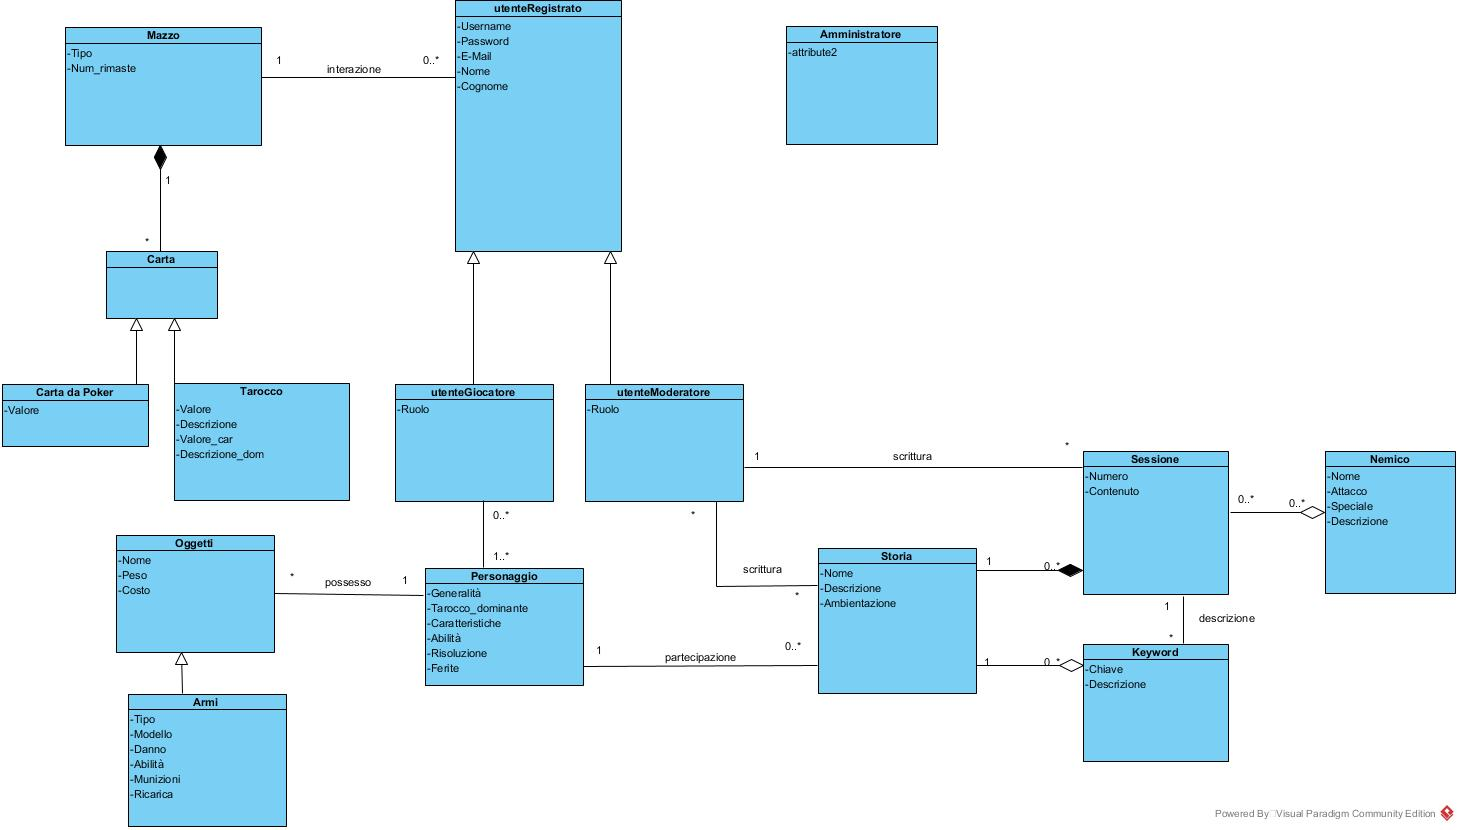 utenteRegistrato
-Username
-Password
-E-Mail
-Nome
-Cognome
Mazzo
-Tipo
-Num_rimaste
1
interazione
0..*
Amministratore
-attribute2
1
*
Carta
Carta da Poker
-Valore
Tarocco
-Valore
-Descrizione
-Valore_car
-Descrizione_dom
utenteGiocatore
-Ruolo
utenteModeratore
-Ruolo
1
scrittura
*
Sessione
-Numero
-Contenuto
0..*
0..*
Nemico
-Nome
-Attacco
-Speciale
-Descrizione
0..*
1..*
*
scrittura
*
Oggetti
-Nome
-Peso
-Costo
*
possesso
1
Personaggio
-Generalità
-Tarocco_dominante
-Caratteristiche
-Abilità
-Risoluzione
-Ferite
1
partecipazione
0..*
Storia
-Nome
-Descrizione
-Ambientazione
1
0..*
1
descrizione
*
1
0..*
Keyword
-Chiave
-Descrizione
Armi
-Tipo
-Modello
-Danno
-Abilità
-Munizioni
-Ricarica
Powered By Visual Paradigm Community Edition